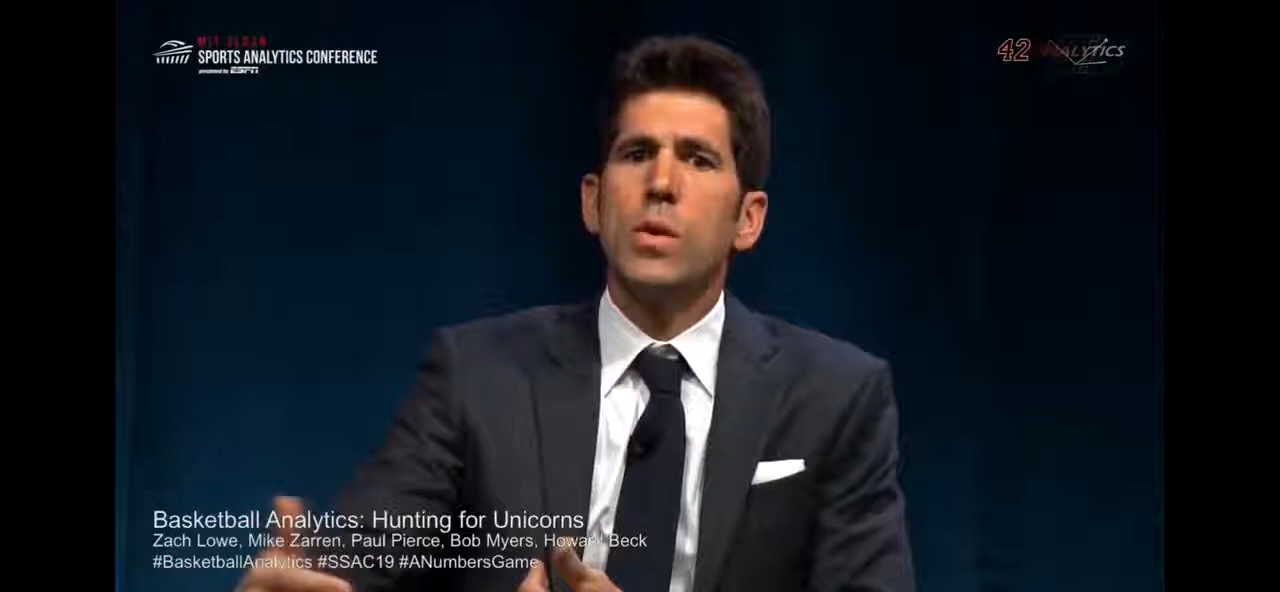 MIT SLOAN
SPORTS ANALYTICS CONFERENCE
presented by ESPN
42 ANALYTICS
Basketball Analytics: Hunting for Unicorns
Zach Lowe, Mike Zarren, Paul Pierce, Bob Myers, Howard Beck
#BasketballAnalytics #SSAC19 #ANumbersGame